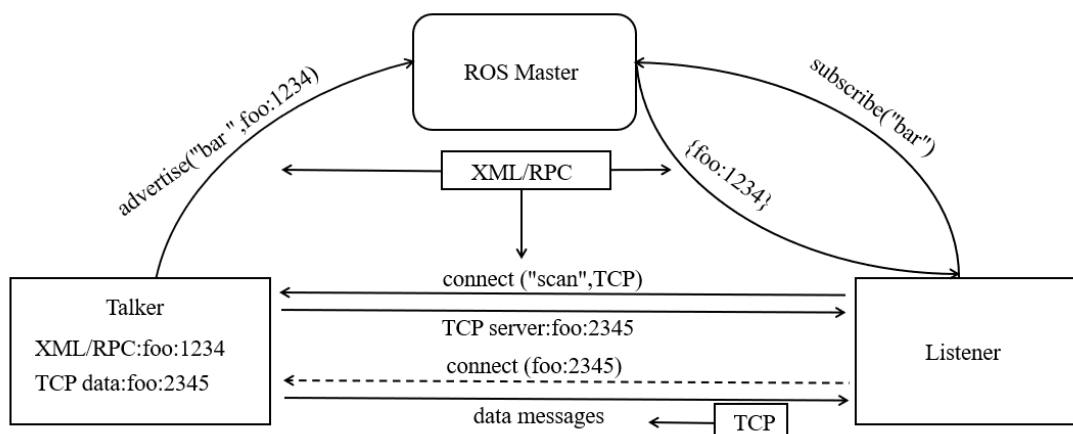 ROS Master
advertise("bar ",foo:1234)
subscribe("bar")
{foo:1234}
XML/RPC
connect ("scan",TCP)
TCP server:foo:2345
connect (foo:2345)
data messages
TCP
Talker
XML/RPC:foo:1234
TCP data:foo:2345
Listener